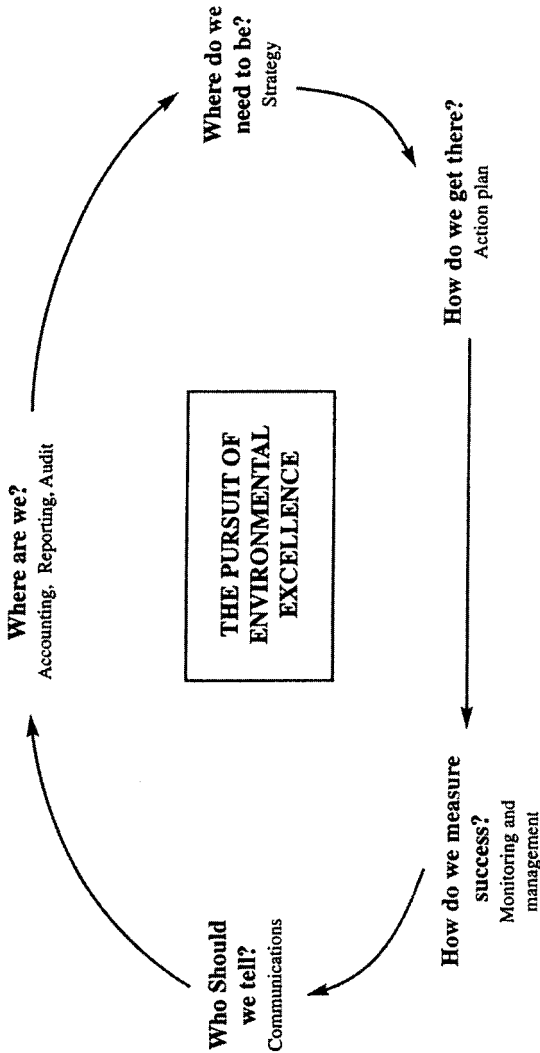 Where are we?
Accounting, Reporting, Audit
Where do we
need to be?
Strategy
How do we get there?
Action plan
How do we measure
success?
Monitoring and
management
Who Should
we tell?
Communications
THE PURSUIT OF
ENVIRONMENTAL
EXCELLENCE